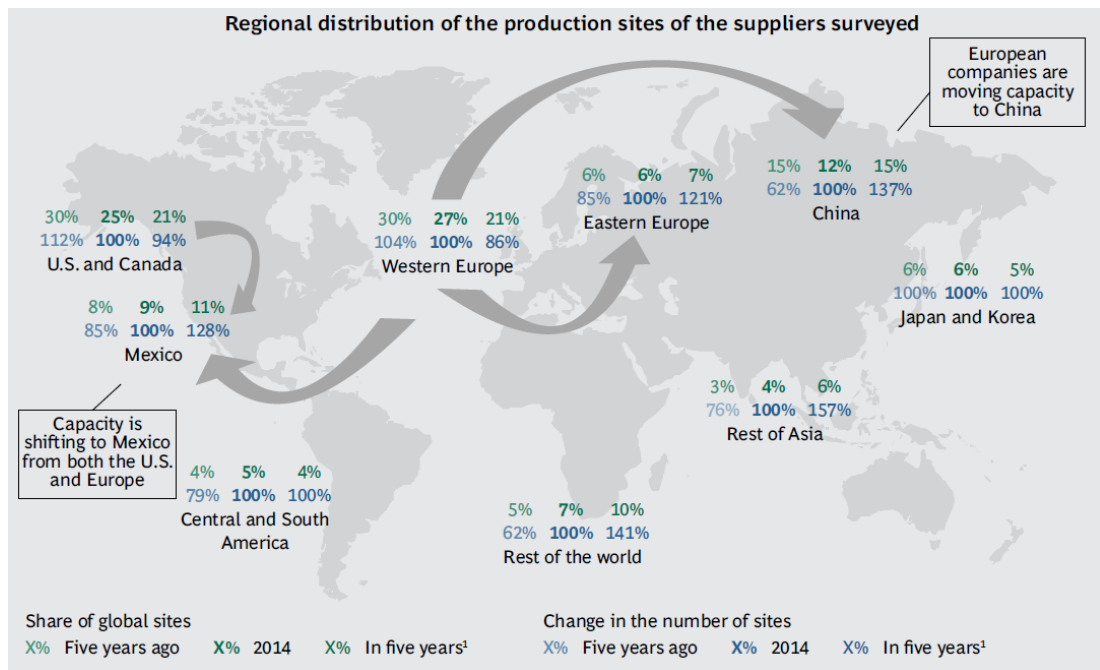 Regional distribution of the production sites of the suppliers surveyed
European
companies are
moving capacity
to China
6% 6% 7%
85% 100% 121%
Eastern Europe
15% 12% 15%
62% 100% 137%
China
30% 25% 21%
112% 100% 94%
U.S. and Canada
30% 27% 21%
104% 100% 86%
Western Europe
6% 6% 5%
100% 100% 100%
Japan and Korea
8% 9% 11%
85% 100% 128%
Mexico
3% 4% 6%
76% 100% 157%
Rest of Asia
Capacity is
shifting to Mexico
from both the U.S.
and Europe
4% 5% 4%
79% 100% 100%
Central and South
America
5% 7% 10%
62% 100% 141%
Rest of the world
Share of global sites
X% Five years ago X% 2014 X% In five years¹
Change in the number of sites
X% Five years ago X% 2014 X% In five years¹